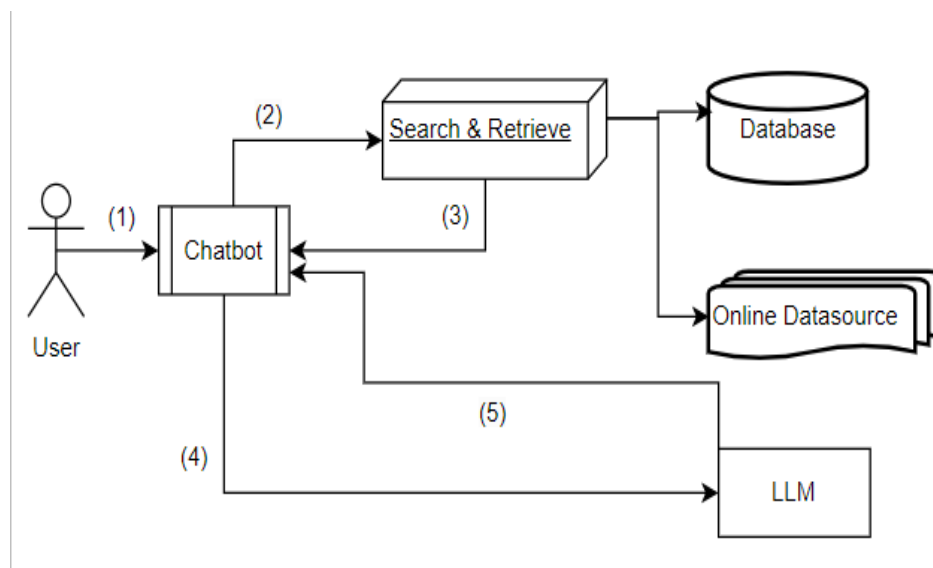 (2)
Search & Retrieve
Database
(1)
(3)
Chatbot
User
Online Datasource
(5)
(4)
LLM